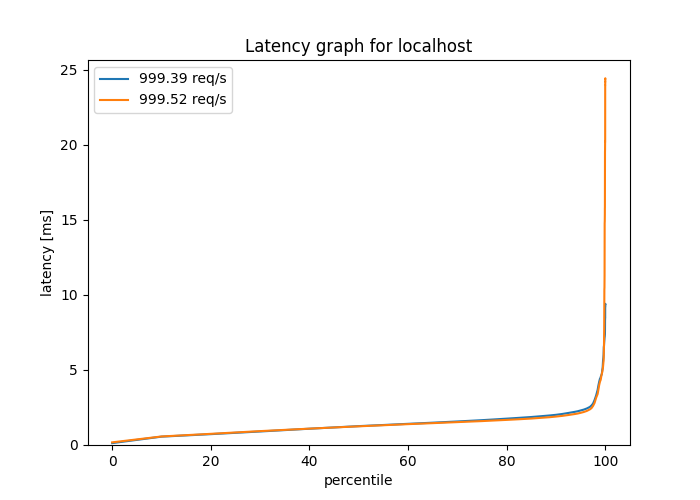 Latency graph for localhost
999.39 req/s
999.52 req/s
25
20
15
10
5
0
latency [ms]
0 20 40 60 80 100
percentile